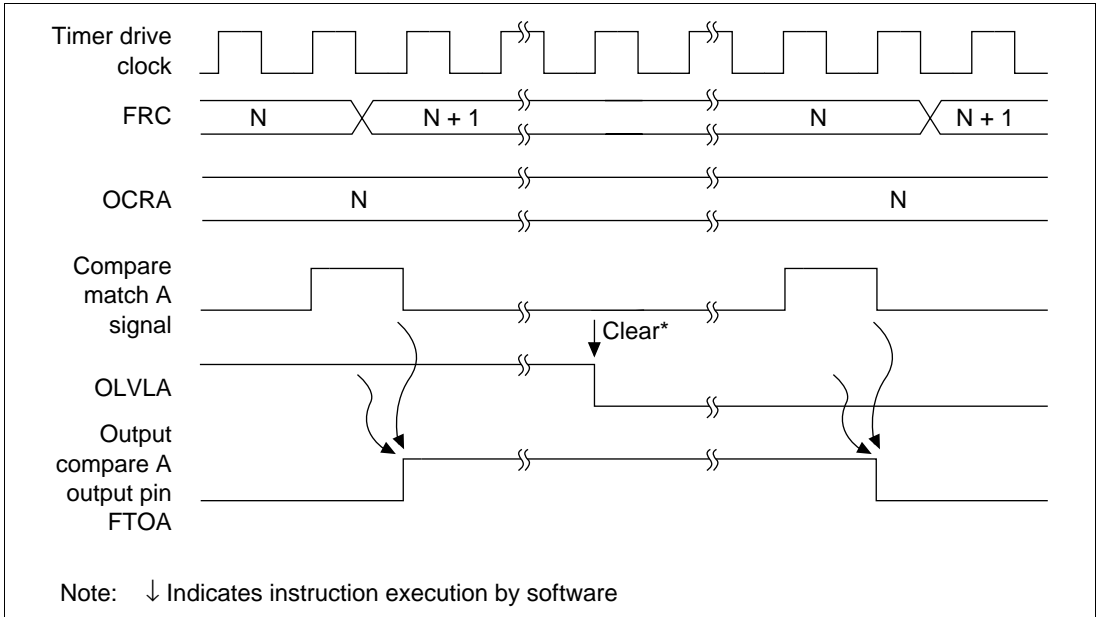 Timer drive
clock
FRC
N
N + 1
N
N + 1
OCRA
N
N
Compare
match A
signal
Clear*
OLVLA
Output
compare A
output pin
FTOA
Note: ↓ Indicates instruction execution by software